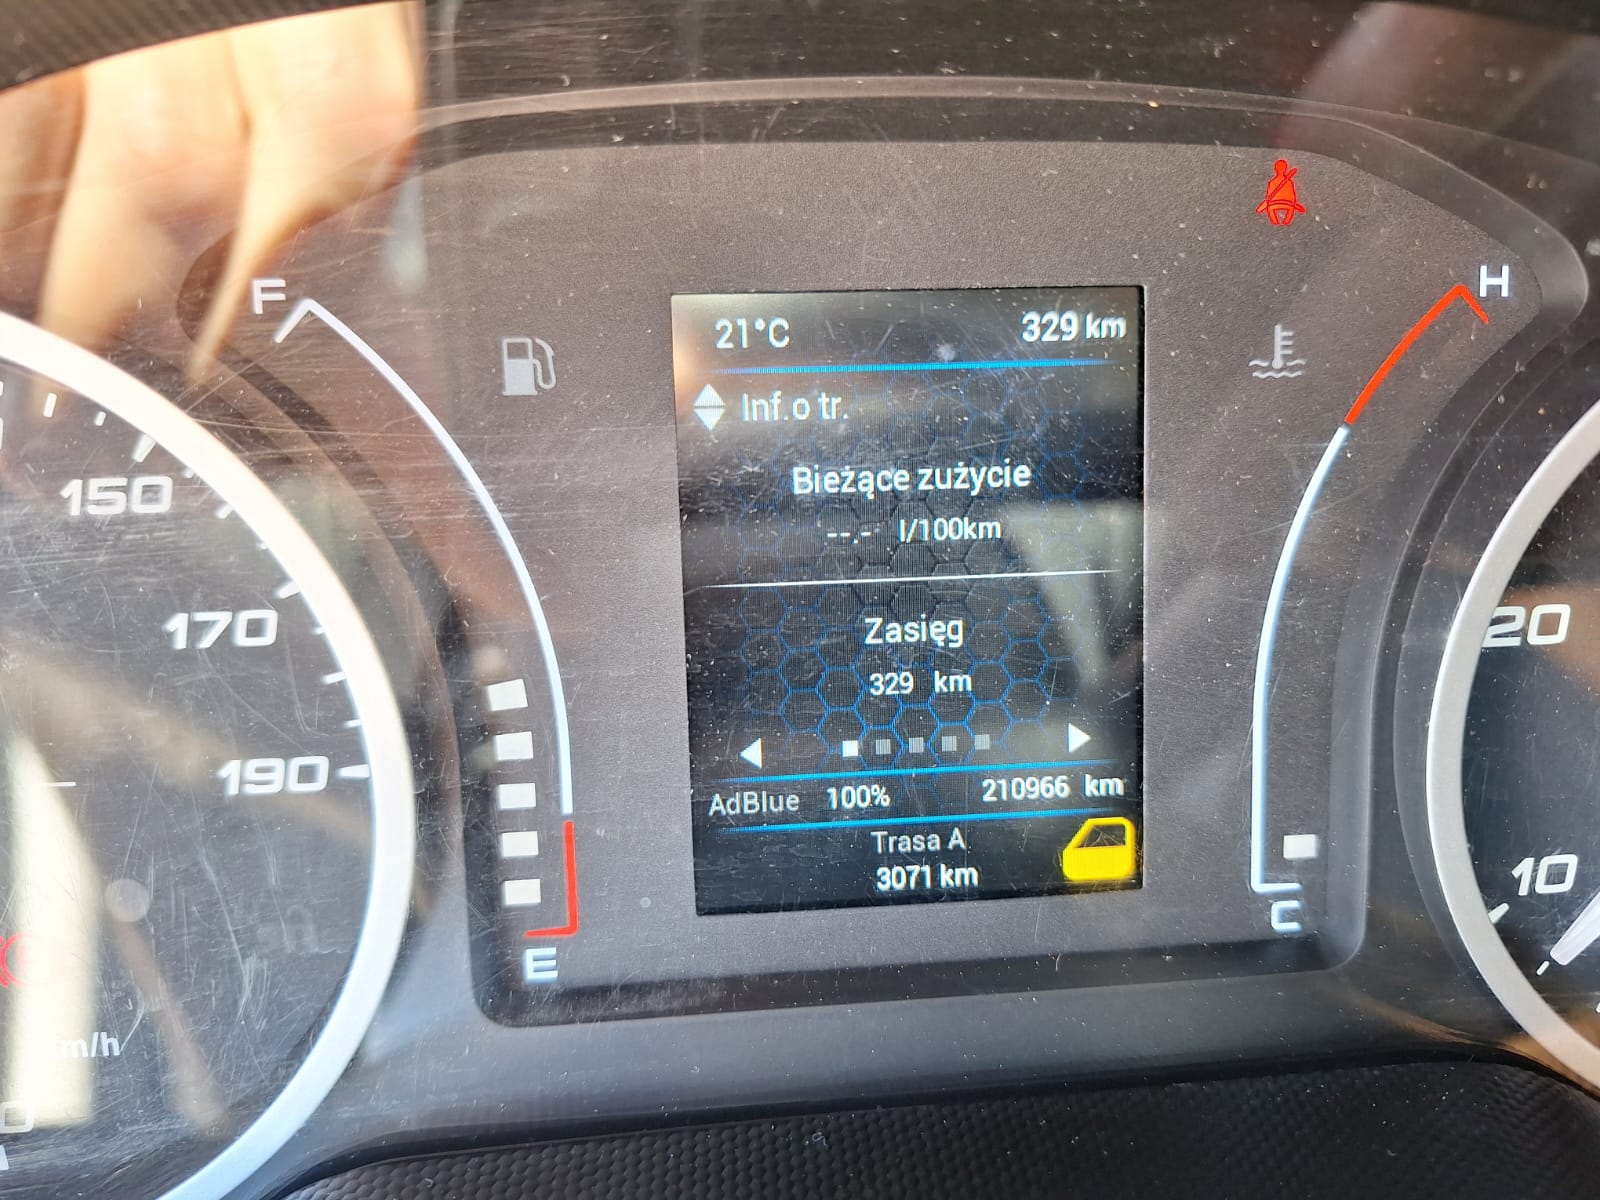 F
H
21°C 329 km
Inf.o tr.
Bieżące zużycie
--.- l/100km
Zasięg
329 km
AdBlue 100% 210966 km
Trasa A
3071 km
E
C
150
170
190
m/h
20
10